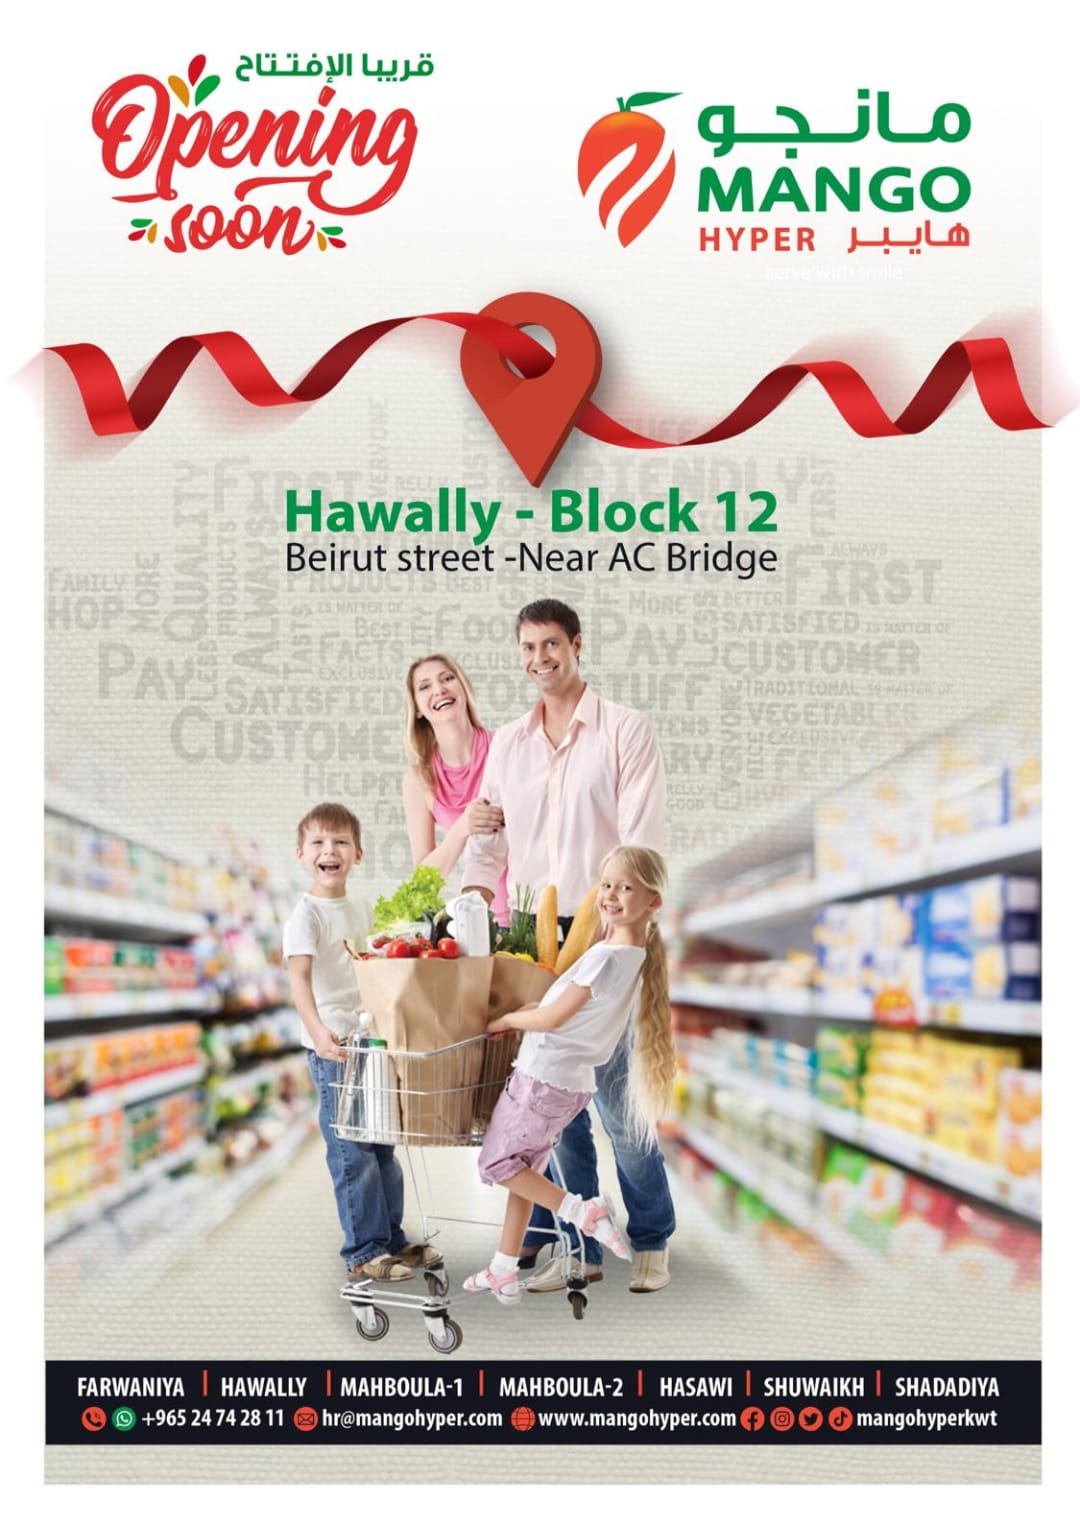 قريبا الإفتتاح
Opening
soon
مانجو
MANGO
HYPER هايبر
serve with smile
Hawally - Block 12
Beirut street -Near AC Bridge
FARWANIYA | HAWALLY | MAHBOULA-1 | MAHBOULA-2 | HASAWI | SHUWAIKH | SHADADIYA
+965 24 74 28 11 hr@mangohyper.com www.mangohyper.com mangohyperkwt